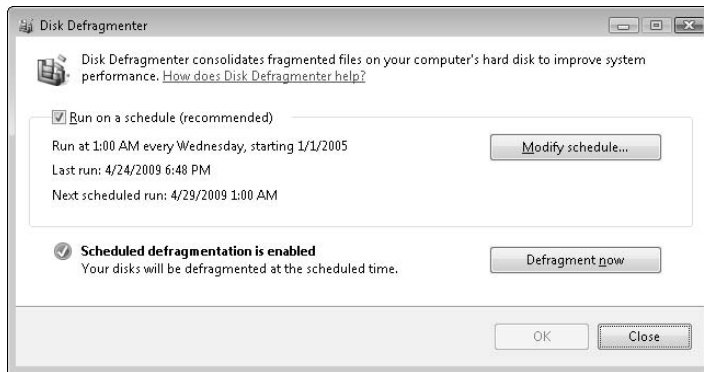 Disk Defragmenter
Disk Defragmenter consolidates fragmented files on your computer's hard disk to improve system
performance. How does Disk Defragmenter help?
Run on a schedule (recommended)
Run at 1:00 AM every Wednesday, starting 1/1/2005
Modify schedule...
Last run: 4/24/2009 6:48 PM
Next scheduled run: 4/29/2009 1:00 AM
Scheduled defragmentation is enabled
Your disks will be defragmented at the scheduled time.
Defragment now
OK
Close